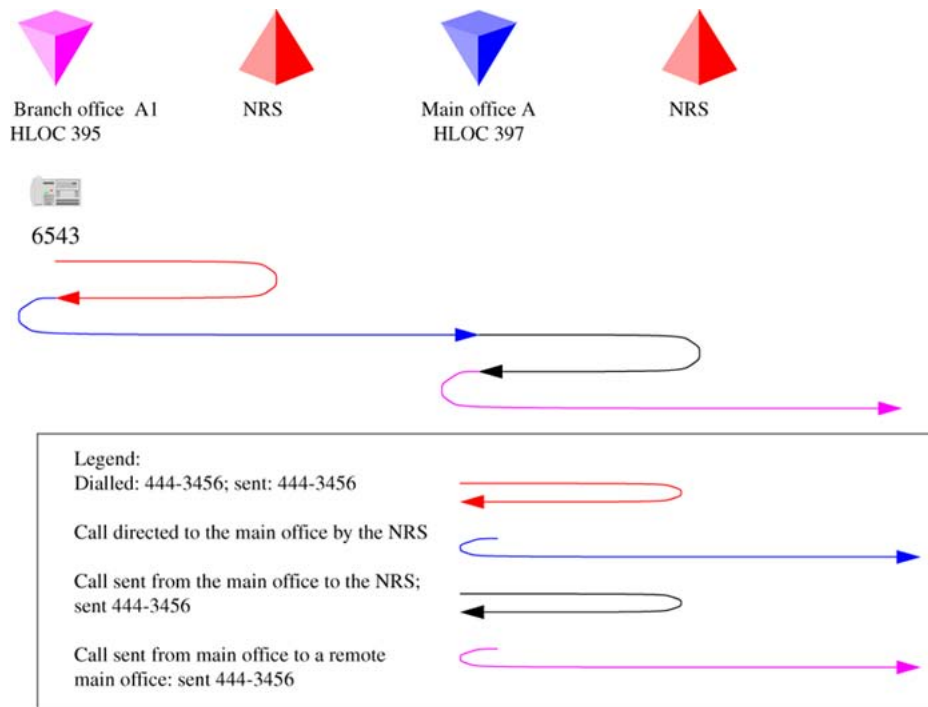 Branch office A1
HLOC 395
NRS
Main office A
HLOC 397
NRS
6543
Legend:
Dialled: 444-3456; sent: 444-3456
Call directed to the main office by the NRS
Call sent from the main office to the NRS;
sent 444-3456
Call sent from main office to a remote
main office: sent 444-3456